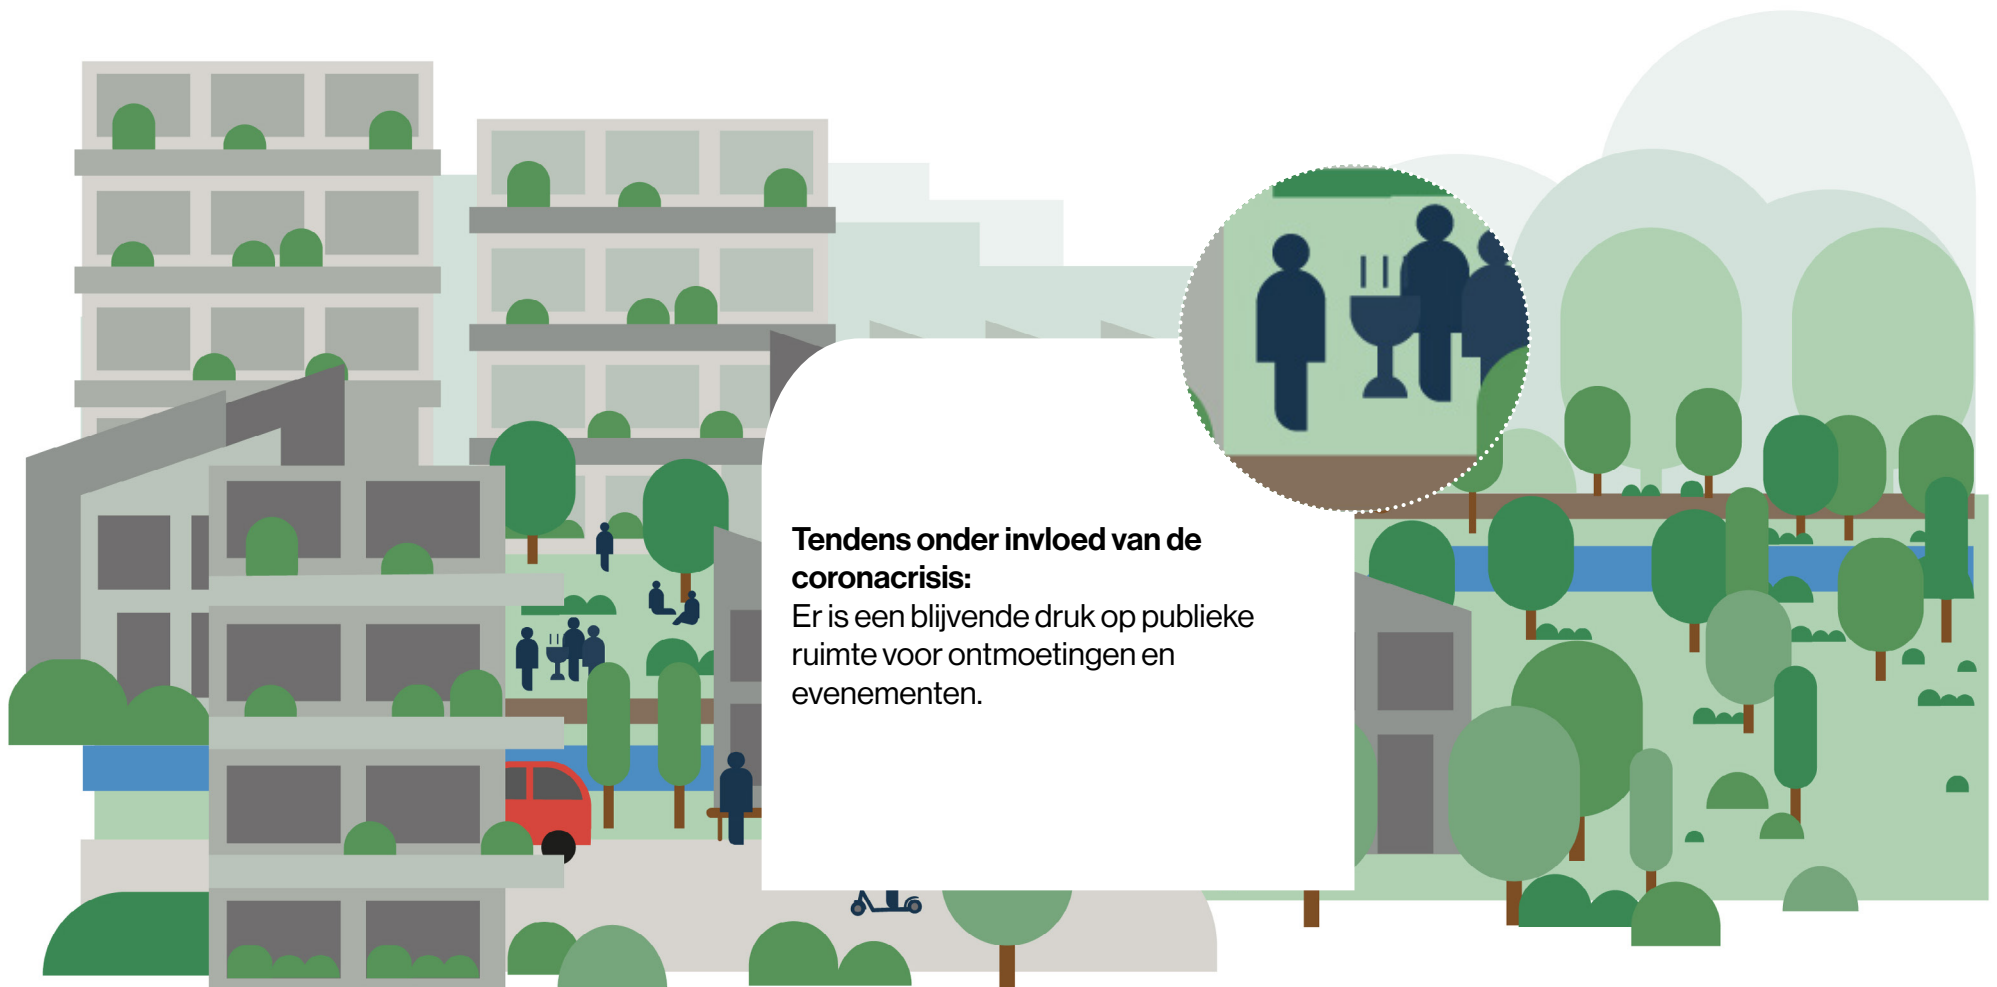 Tendens onder invloed van de
coronacrisis:
Er is een blijvende druk op publieke
ruimte voor ontmoetingen en
evenementen.